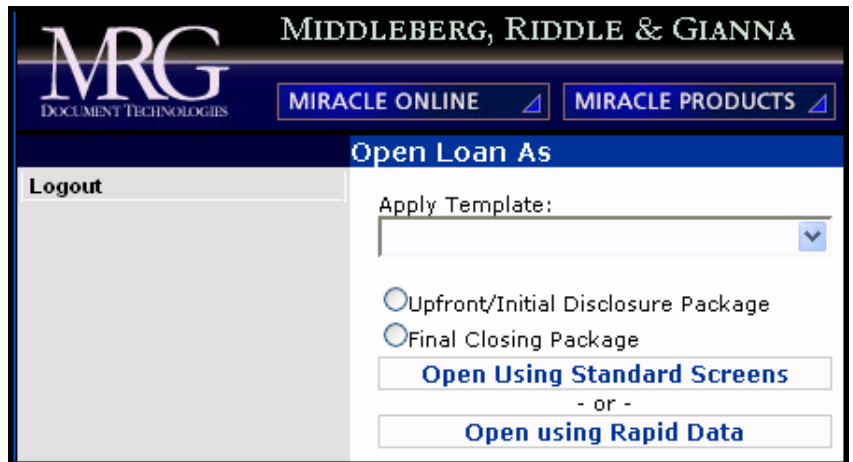 MIDDLEBERG, RIDDLE & GIANNA
MRG
DOCUMENT TECHNOLOGIES
MIRACLE ONLINE
MIRACLE PRODUCTS
Open Loan As
Logout
Apply Template:
Upfront/Initial Disclosure Package
Final Closing Package
Open Using Standard Screens
- or -
Open using Rapid Data